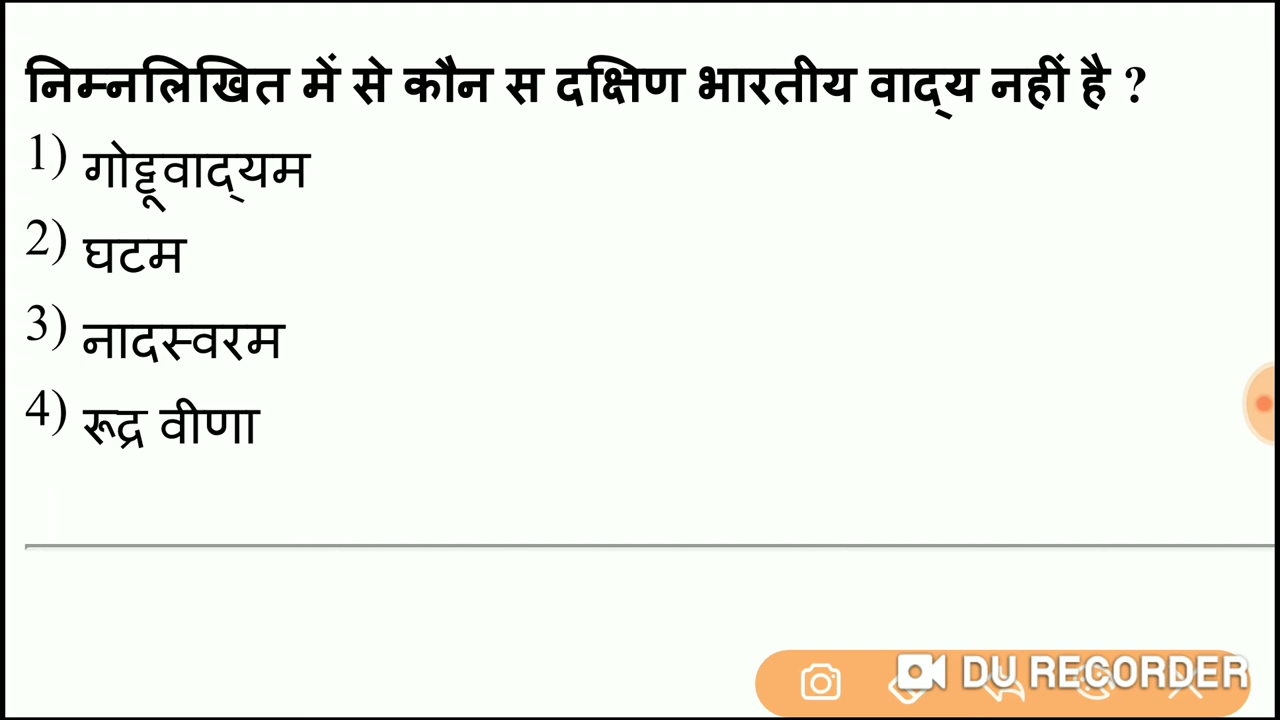 निम्नलिखित में से कौन स दक्षिण भारतीय वाद्‌य नहीं है ?
1) गोट्टूवाद्‌यम
2) घटम
3) नादस्वरम
4) रूद्र वीणा
DU RECORDER